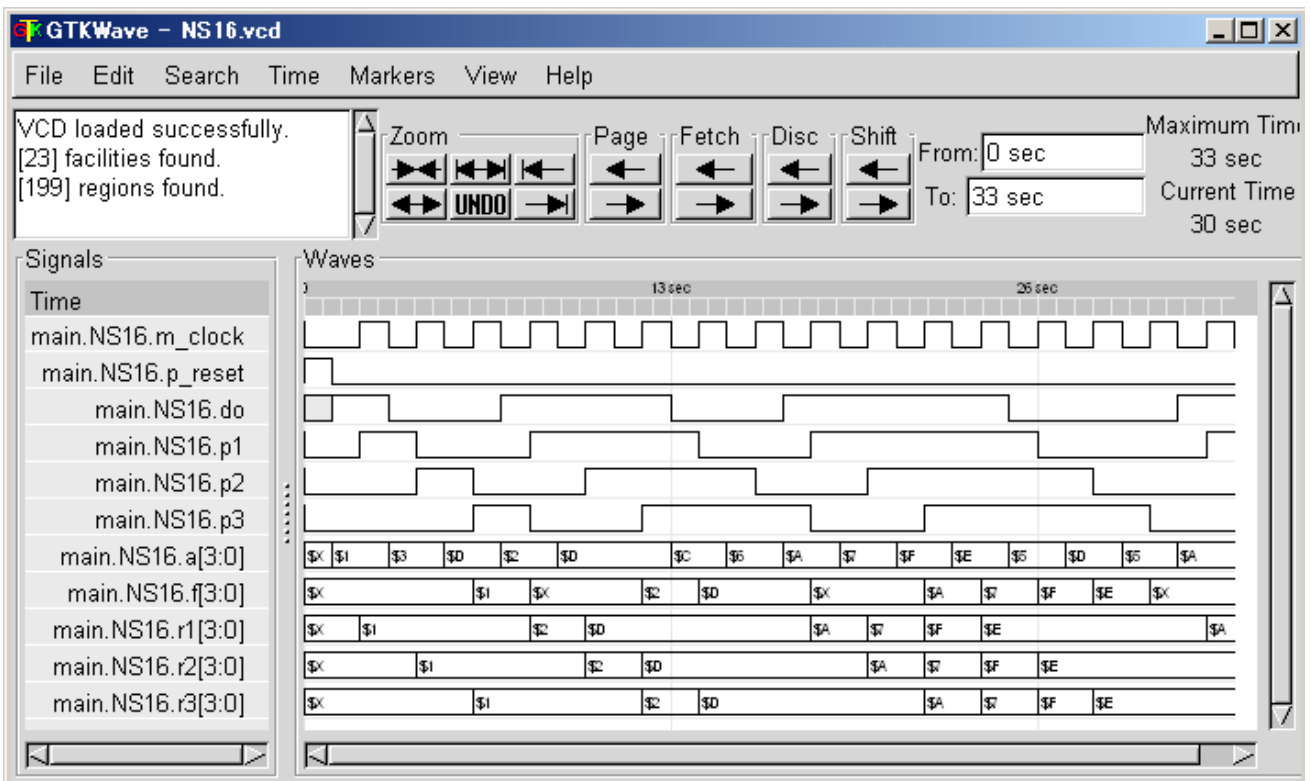 GTKWave – NS16.vcd
File Edit Search Time Markers View Help
VCD loaded successfully.
[23] facilities found.
[199] regions found.
Zoom
UNDO
Page
Fetch
Disc
Shift
From: 0 sec
To: 33 sec
Maximum Tim
33 sec
Current Time
30 sec
Signals
Waves
Time
13 sec 26 sec
main.NS16.m_clock
main.NS16.p_reset
main.NS16.do
main.NS16.p1
main.NS16.p2
main.NS16.p3
main.NS16.a[3:0] $X $1 $3 $D $2 $D $C $6 $A $7 $F $E $5 $D $5 $A
main.NS16.f[3:0] $X $1 $X $2 $D $X $A $7 $F $E $X
main.NS16.r1[3:0] $X $1 $2 $D $A $7 $F $E $A
main.NS16.r2[3:0] $X $1 $2 $D $A $7 $F $E
main.NS16.r3[3:0] $X $1 $2 $D $A $7 $F $E